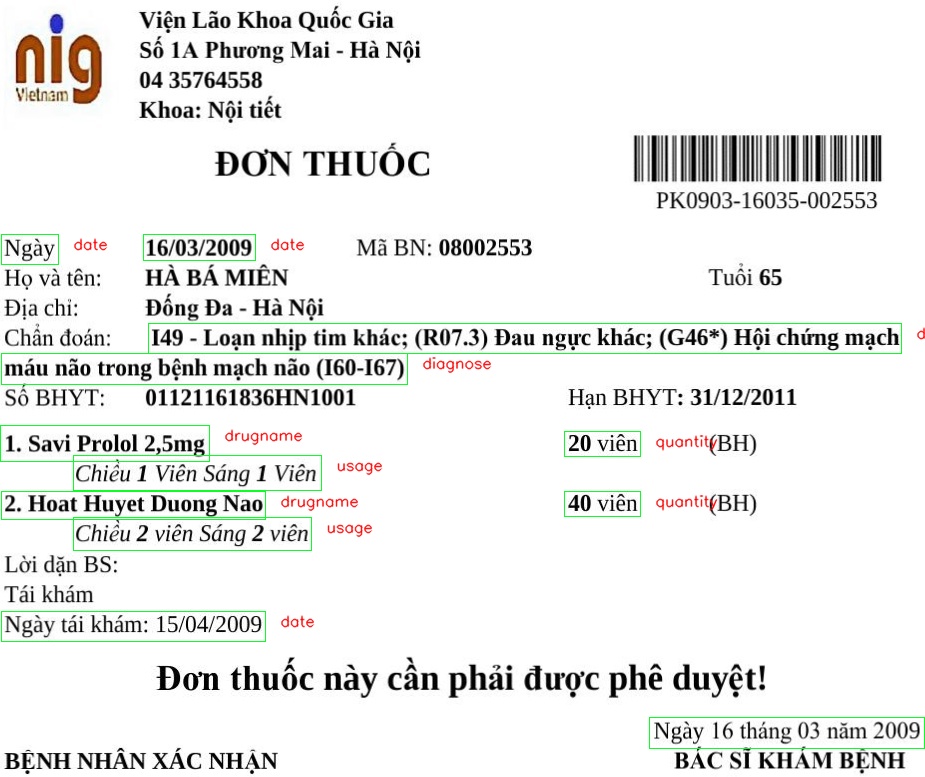 nig
Vietnam
Viện Lão Khoa Quốc Gia
Số 1A Phương Mai - Hà Nội
04 35764558
Khoa: Nội tiết
ĐƠN THUỐC
PK0903-16035-002553
Ngày date 16/03/2009 date Mã BN: 08002553
Họ và tên: HÀ BÁ MIÊN Tuổi 65
Địa chỉ: Đống Đa - Hà Nội
Chẩn đoán: I49 - Loạn nhịp tim khác; (R07.3) Đau ngực khác; (G46*) Hội chứng mạch d
máu não trong bệnh mạch não (I60-I67) diagnose
Số BHYT: 01121161836HN1001 Hạn BHYT: 31/12/2011
1. Savi Prolol 2,5mg drugname 20 viên quantity (BH)
Chiều 1 Viên Sáng 1 Viên usage
2. Hoat Huyet Duong Nao drugname 40 viên quantity (BH)
Chiều 2 viên Sáng 2 viên usage
Lời dặn BS:
Tái khám
Ngày tái khám: 15/04/2009 date
Đơn thuốc này cần phải được phê duyệt!
Ngày 16 tháng 03 năm 2009
BỆNH NHÂN XÁC NHẬN BÁC SĨ KHÁM BỆNH